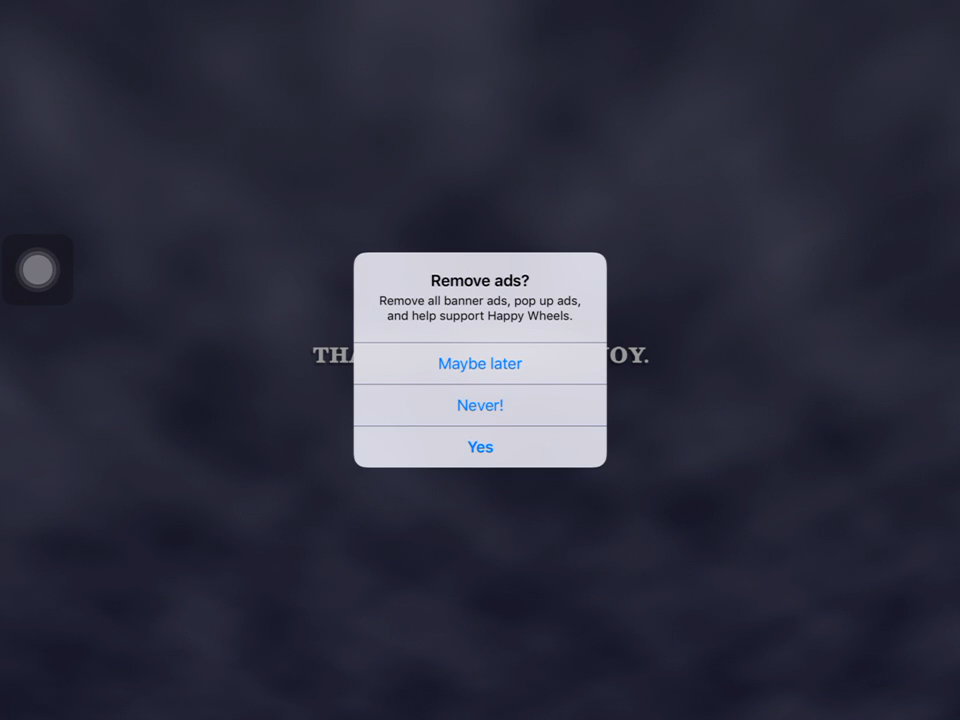 Remove ads?
Remove all banner ads, pop up ads,
and help support Happy Wheels.
Maybe later
Never!
Yes